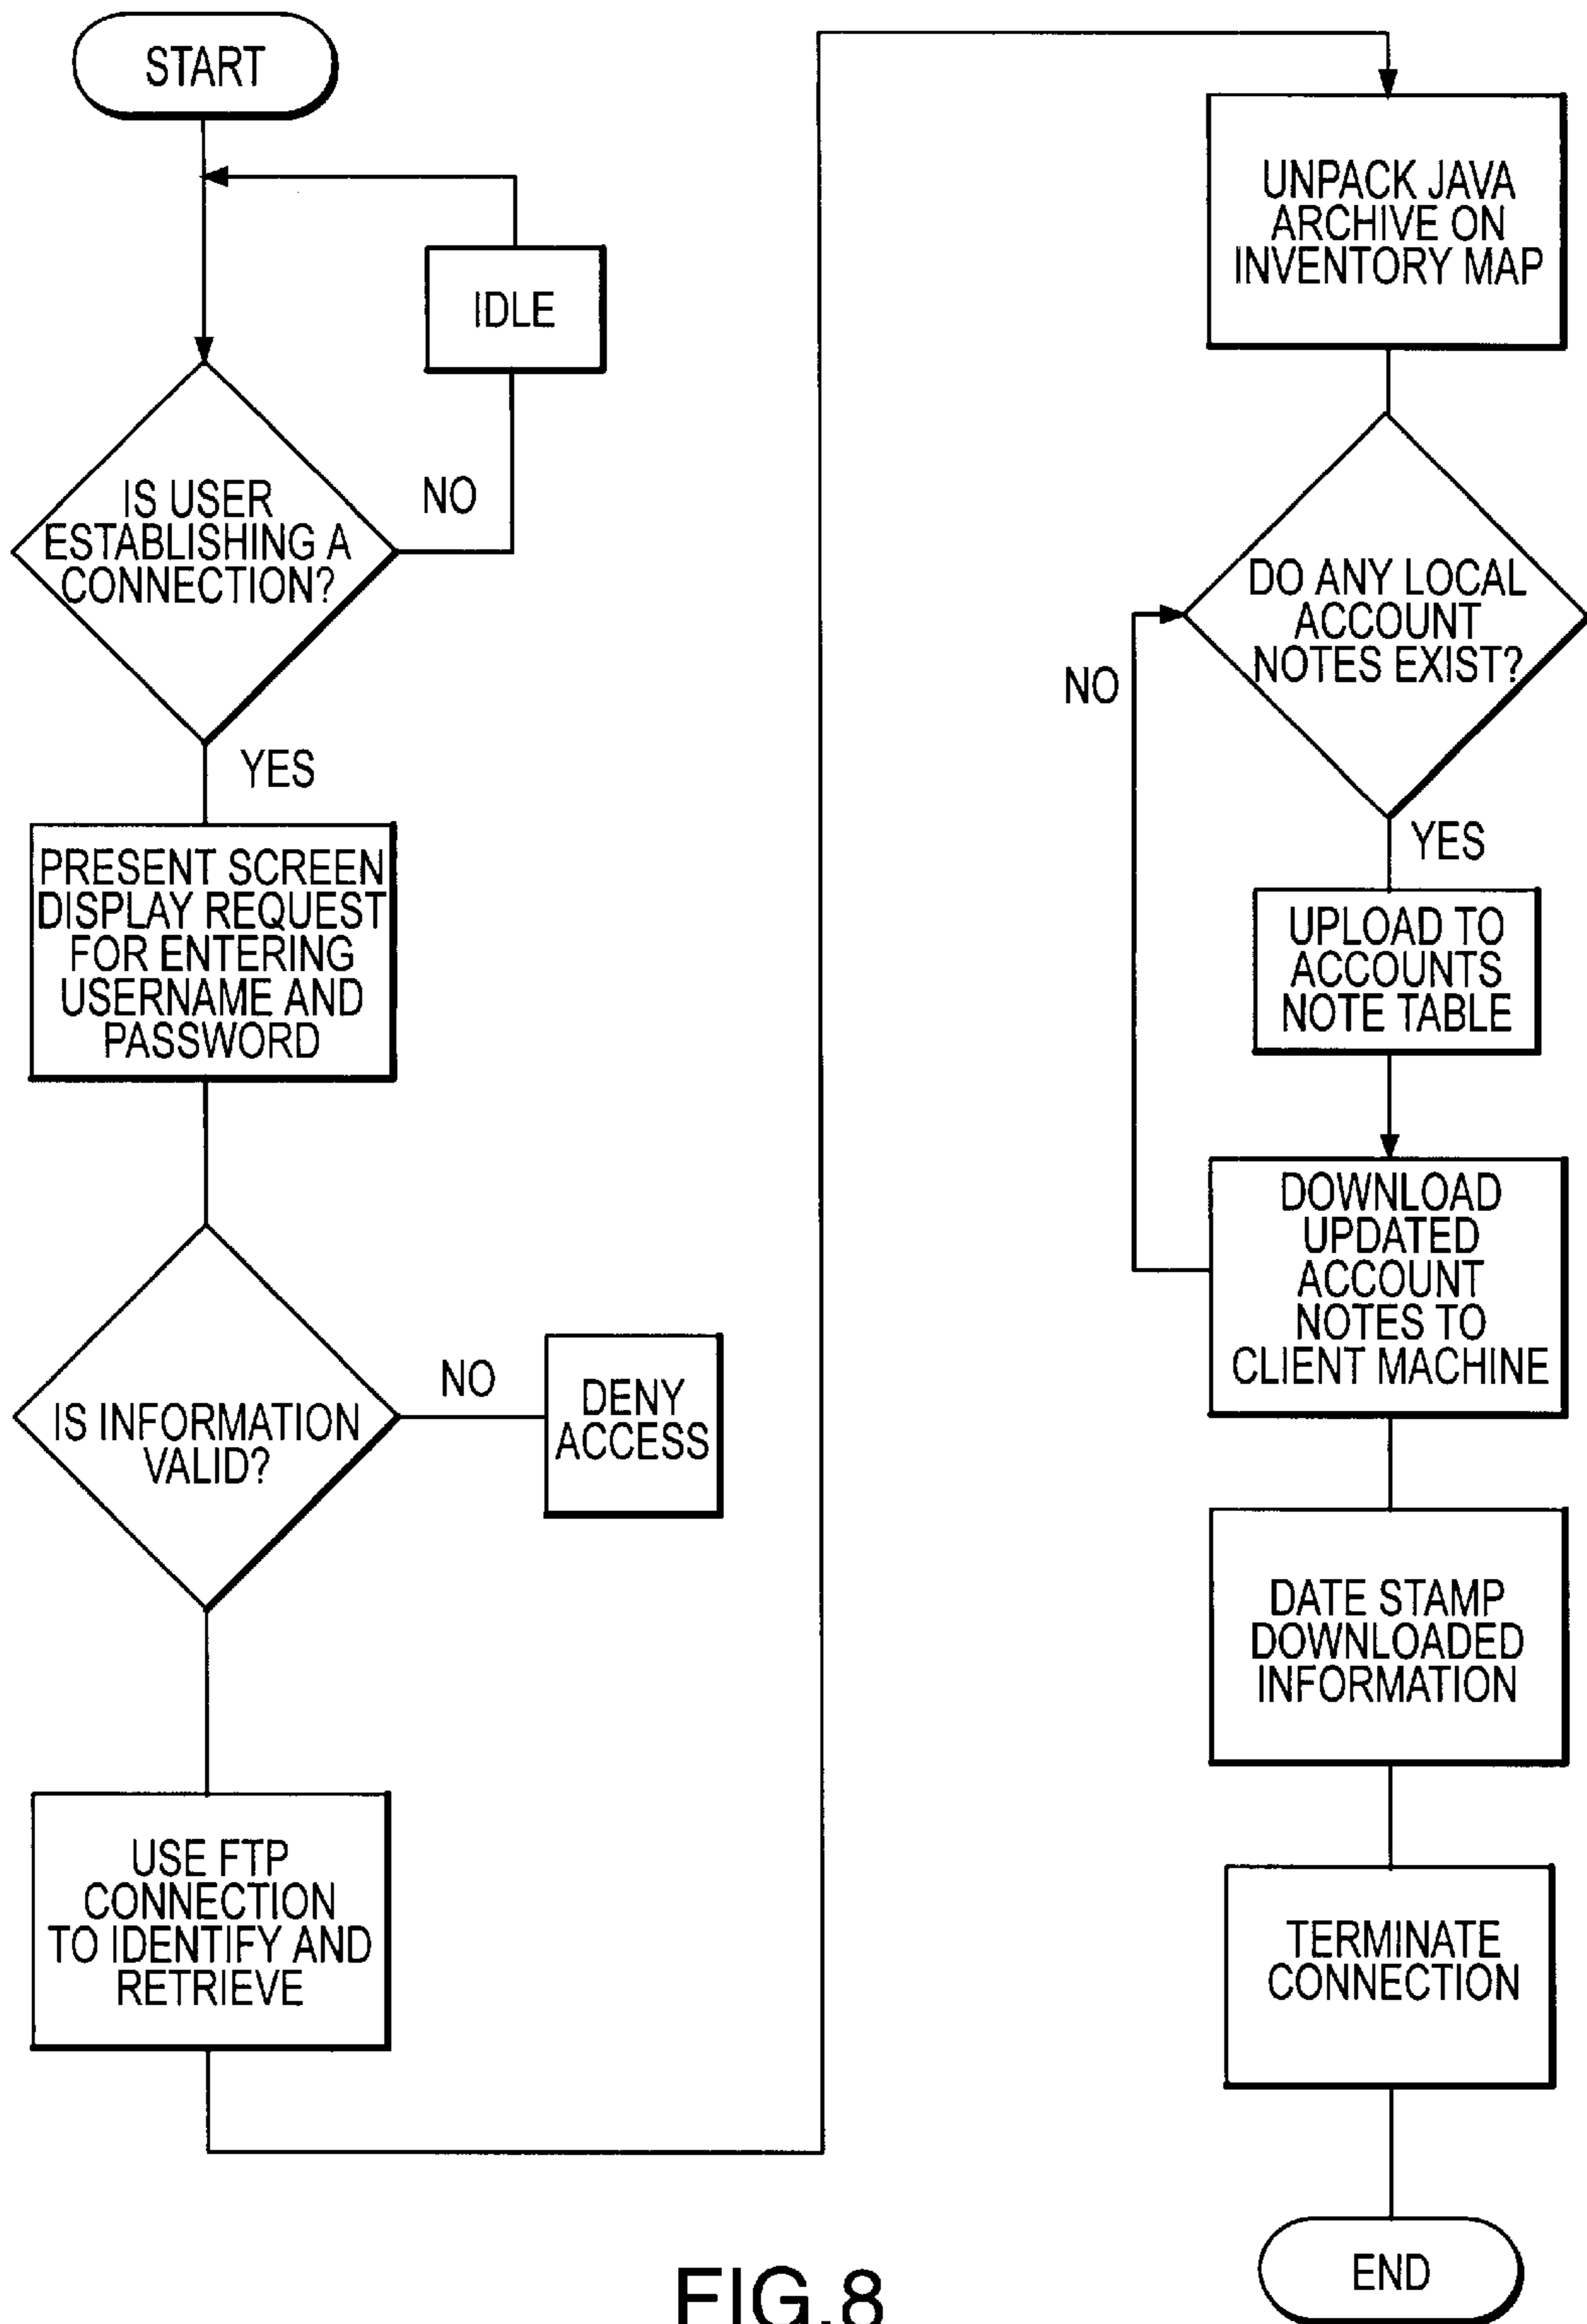 START
IDLE
IS USER
ESTABLISHING A
CONNECTION?
NO
YES
PRESENT SCREEN
DISPLAY REQUEST
FOR ENTERING
USERNAME AND
PASSWORD
IS INFORMATION
VALID?
NO
DENY
ACCESS
USE FTP
CONNECTION
TO IDENTIFY AND
RETRIEVE
UNPACK JAVA
ARCHIVE ON
INVENTORY MAP
DO ANY LOCAL
ACCOUNT
NOTES EXIST?
NO
YES
UPLOAD TO
ACCOUNTS
NOTE TABLE
DOWNLOAD
UPDATED
ACCOUNT
NOTES TO
CLIENT MACHINE
DATE STAMP
DOWNLOADED
INFORMATION
TERMINATE
CONNECTION
END
FIG.8